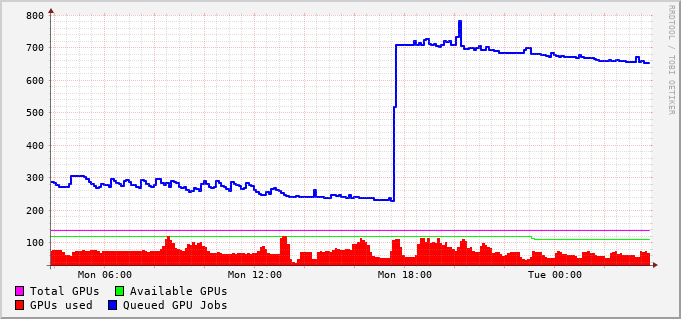 800
700
600
500
400
300
200
100
Mon 06:00 Mon 12:00 Mon 18:00 Tue 00:00
Total GPUs Available GPUs
GPUs used Queued GPU Jobs
RRDTOOL / TOBI OETIKER